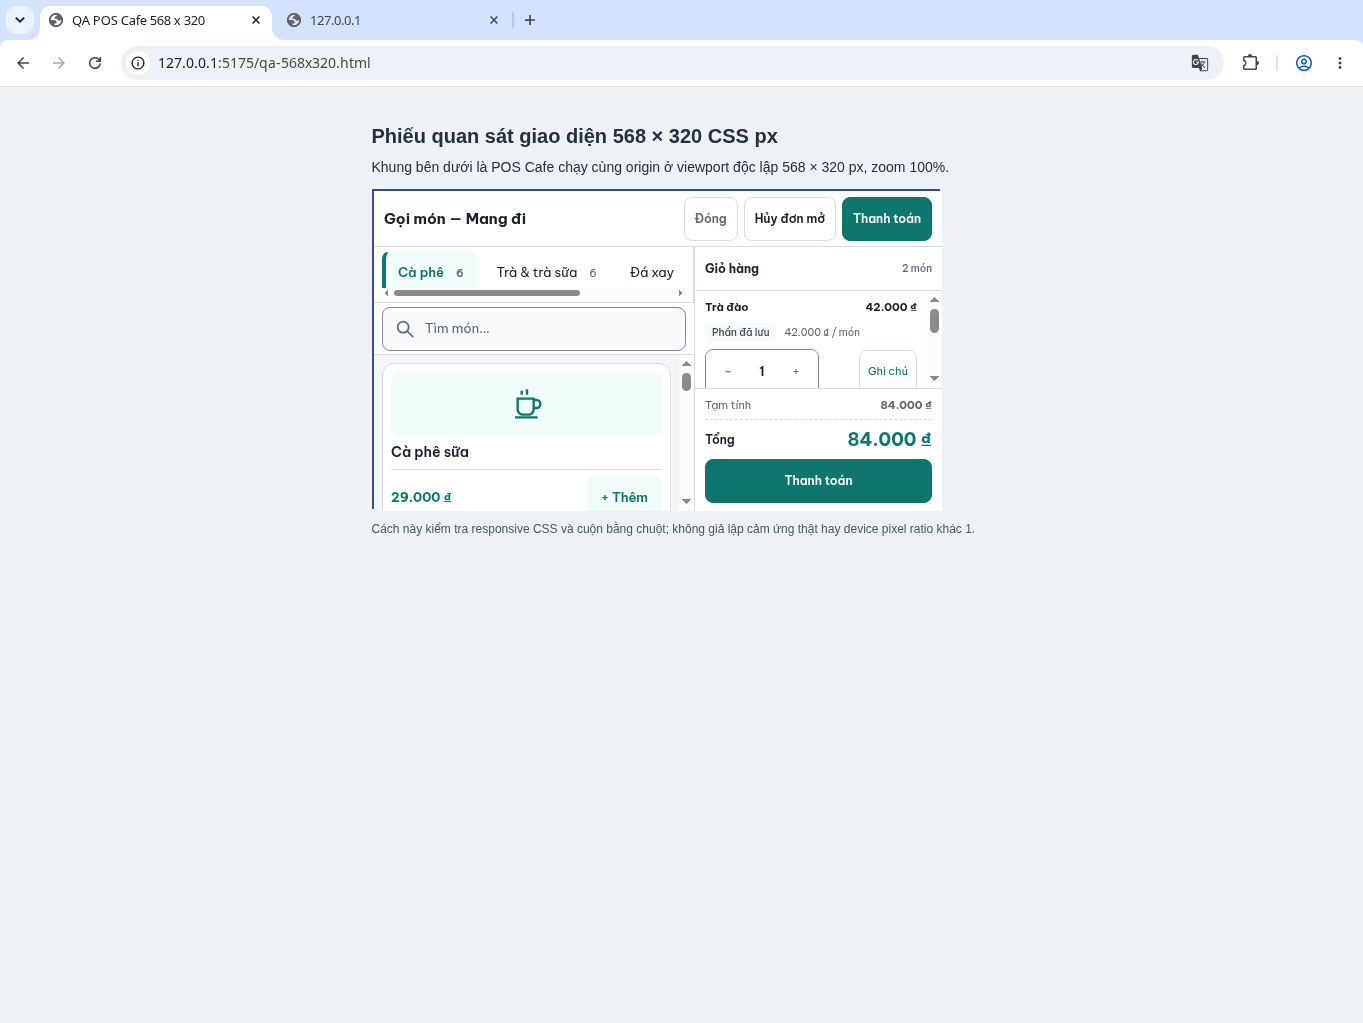 QA POS Cafe 568 x 320
127.0.0.1
127.0.0.1:5175/qa-568x320.html
Phiếu quan sát giao diện 568 × 320 CSS px
Khung bên dưới là POS Cafe chạy cùng origin ở viewport độc lập 568 × 320 px, zoom 100%.
Gọi món — Mang đi
Đóng
Hủy đơn mở
Thanh toán
Cà phê 6
Trà & trà sữa 6
Đá xay
Tìm món...
Cà phê sữa
29.000 ₫
+ Thêm
Giỏ hàng
2 món
Trà đào
42.000 ₫
Phần đã lưu
42.000 ₫ / món
− 1 +
Ghi chú
Tạm tính
84.000 ₫
Tổng
84.000 ₫
Thanh toán
Cách này kiểm tra responsive CSS và cuộn bằng chuột; không giả lập cảm ứng thật hay device pixel ratio khác 1.